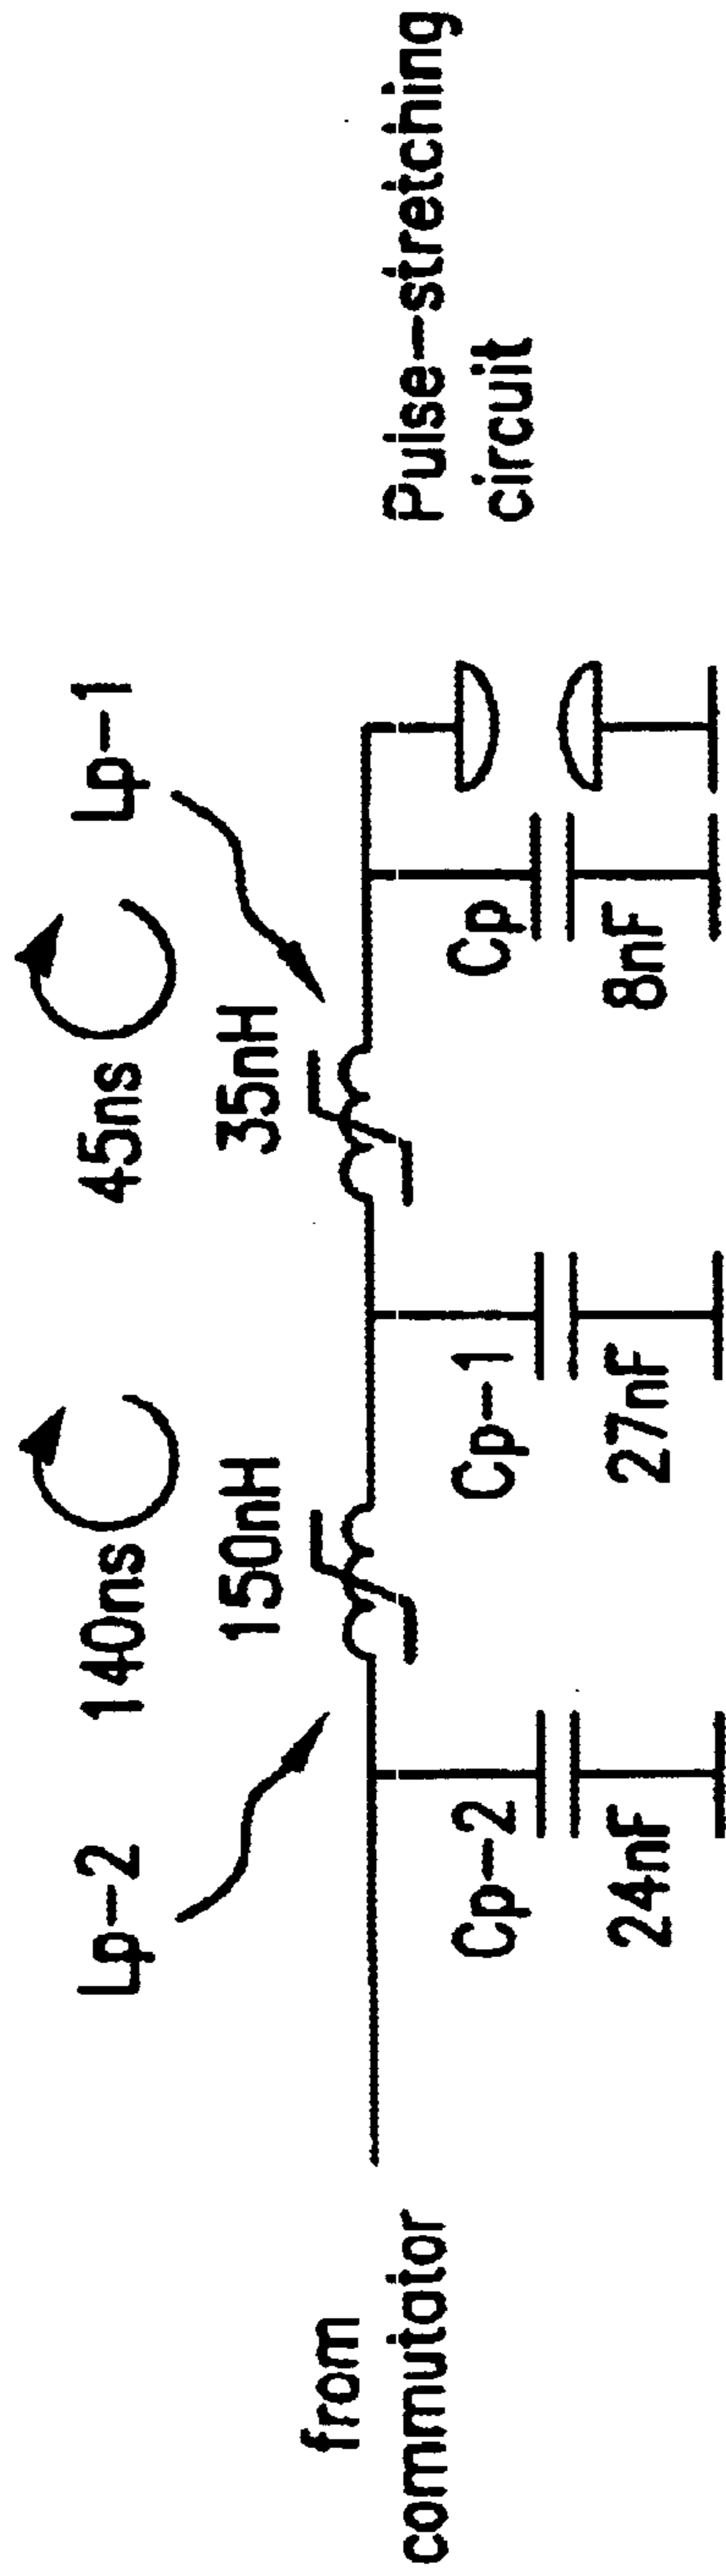 Lp-2
140ns
45ns
Lp-1
150nH
35nH
from
commutator
Cp-2
24nF
Cp-1
27nF
Cp
8nF
Pulse-stretching
circuit